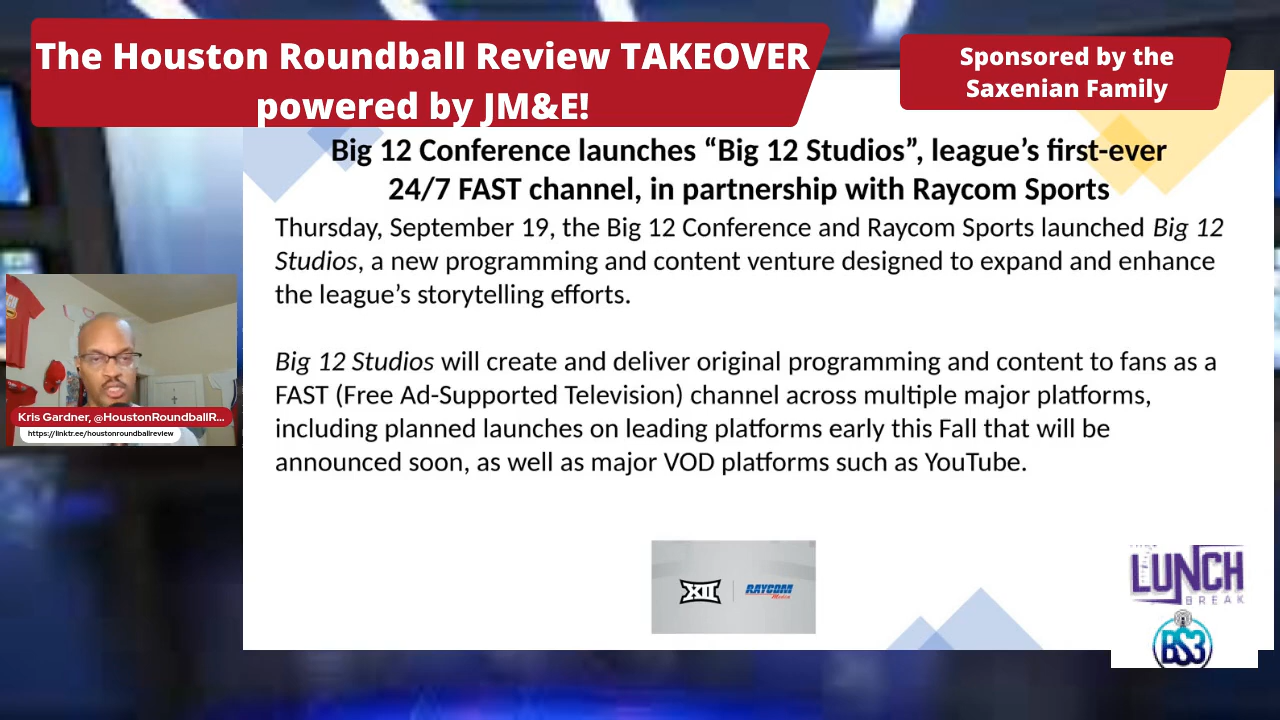 The Houston Roundball Review TAKEOVER
powered by JM&E!
Sponsored by the
Saxenian Family
Big 12 Conference launches “Big 12 Studios”, league’s first-ever
24/7 FAST channel, in partnership with Raycom Sports
Thursday, September 19, the Big 12 Conference and Raycom Sports launched Big 12
Studios, a new programming and content venture designed to expand and enhance
the league’s storytelling efforts.
Big 12 Studios will create and deliver original programming and content to fans as a
FAST (Free Ad-Supported Television) channel across multiple major platforms,
including planned launches on leading platforms early this Fall that will be
announced soon, as well as major VOD platforms such as YouTube.
Kris Gardner, @HoustonRoundballR...
https://linktr.ee/houstonroundballreview
XII
RAYCOM
Media
LUNCH
BREAK
BS3